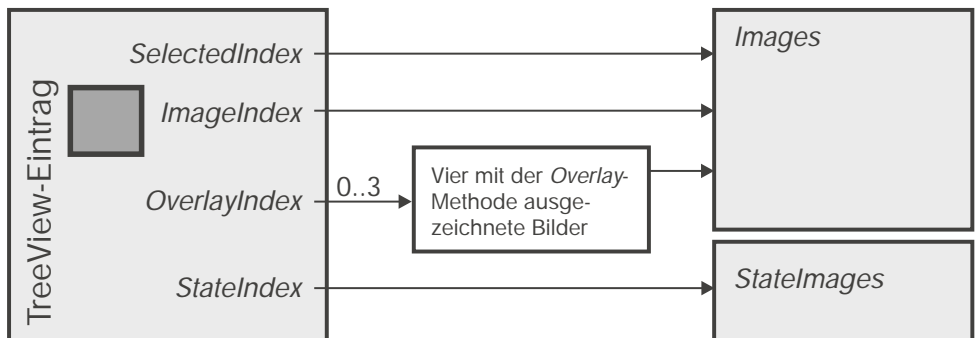 TreeView-Eintrag
SelectedIndex
ImageIndex
OverlayIndex
StateIndex
0..3
Vier mit der Overlay-
Methode ausge-
zeichnete Bilder
Images
StateImages